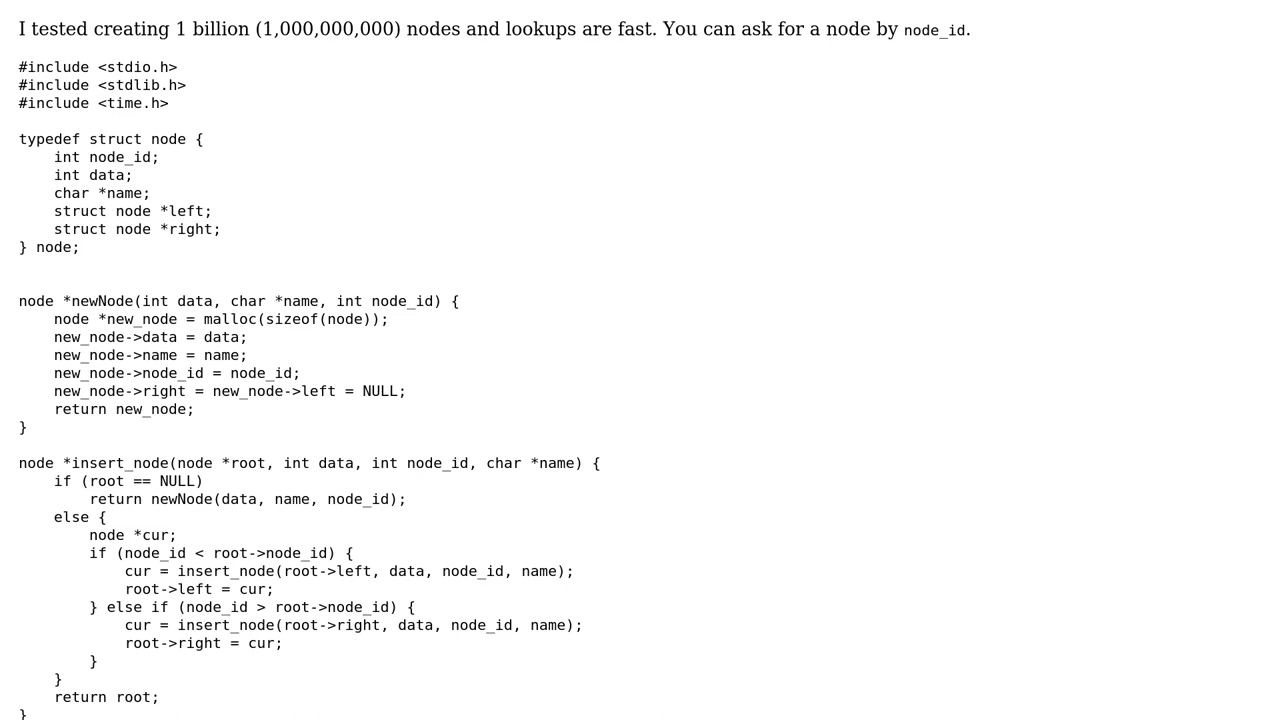 I tested creating 1 billion (1,000,000,000) nodes and lookups are fast. You can ask for a node by node_id.
#include <stdio.h>
#include <stdlib.h>
#include <time.h>

typedef struct node {
    int node_id;
    int data;
    char *name;
    struct node *left;
    struct node *right;
} node;


node *newNode(int data, char *name, int node_id) {
    node *new_node = malloc(sizeof(node));
    new_node->data = data;
    new_node->name = name;
    new_node->node_id = node_id;
    new_node->right = new_node->left = NULL;
    return new_node;
}

node *insert_node(node *root, int data, int node_id, char *name) {
    if (root == NULL)
        return newNode(data, name, node_id);
    else {
        node *cur;
        if (node_id < root->node_id) {
            cur = insert_node(root->left, data, node_id, name);
            root->left = cur;
        } else if (node_id > root->node_id) {
            cur = insert_node(root->right, data, node_id, name);
            root->right = cur;
        }
    }
    return root;
}